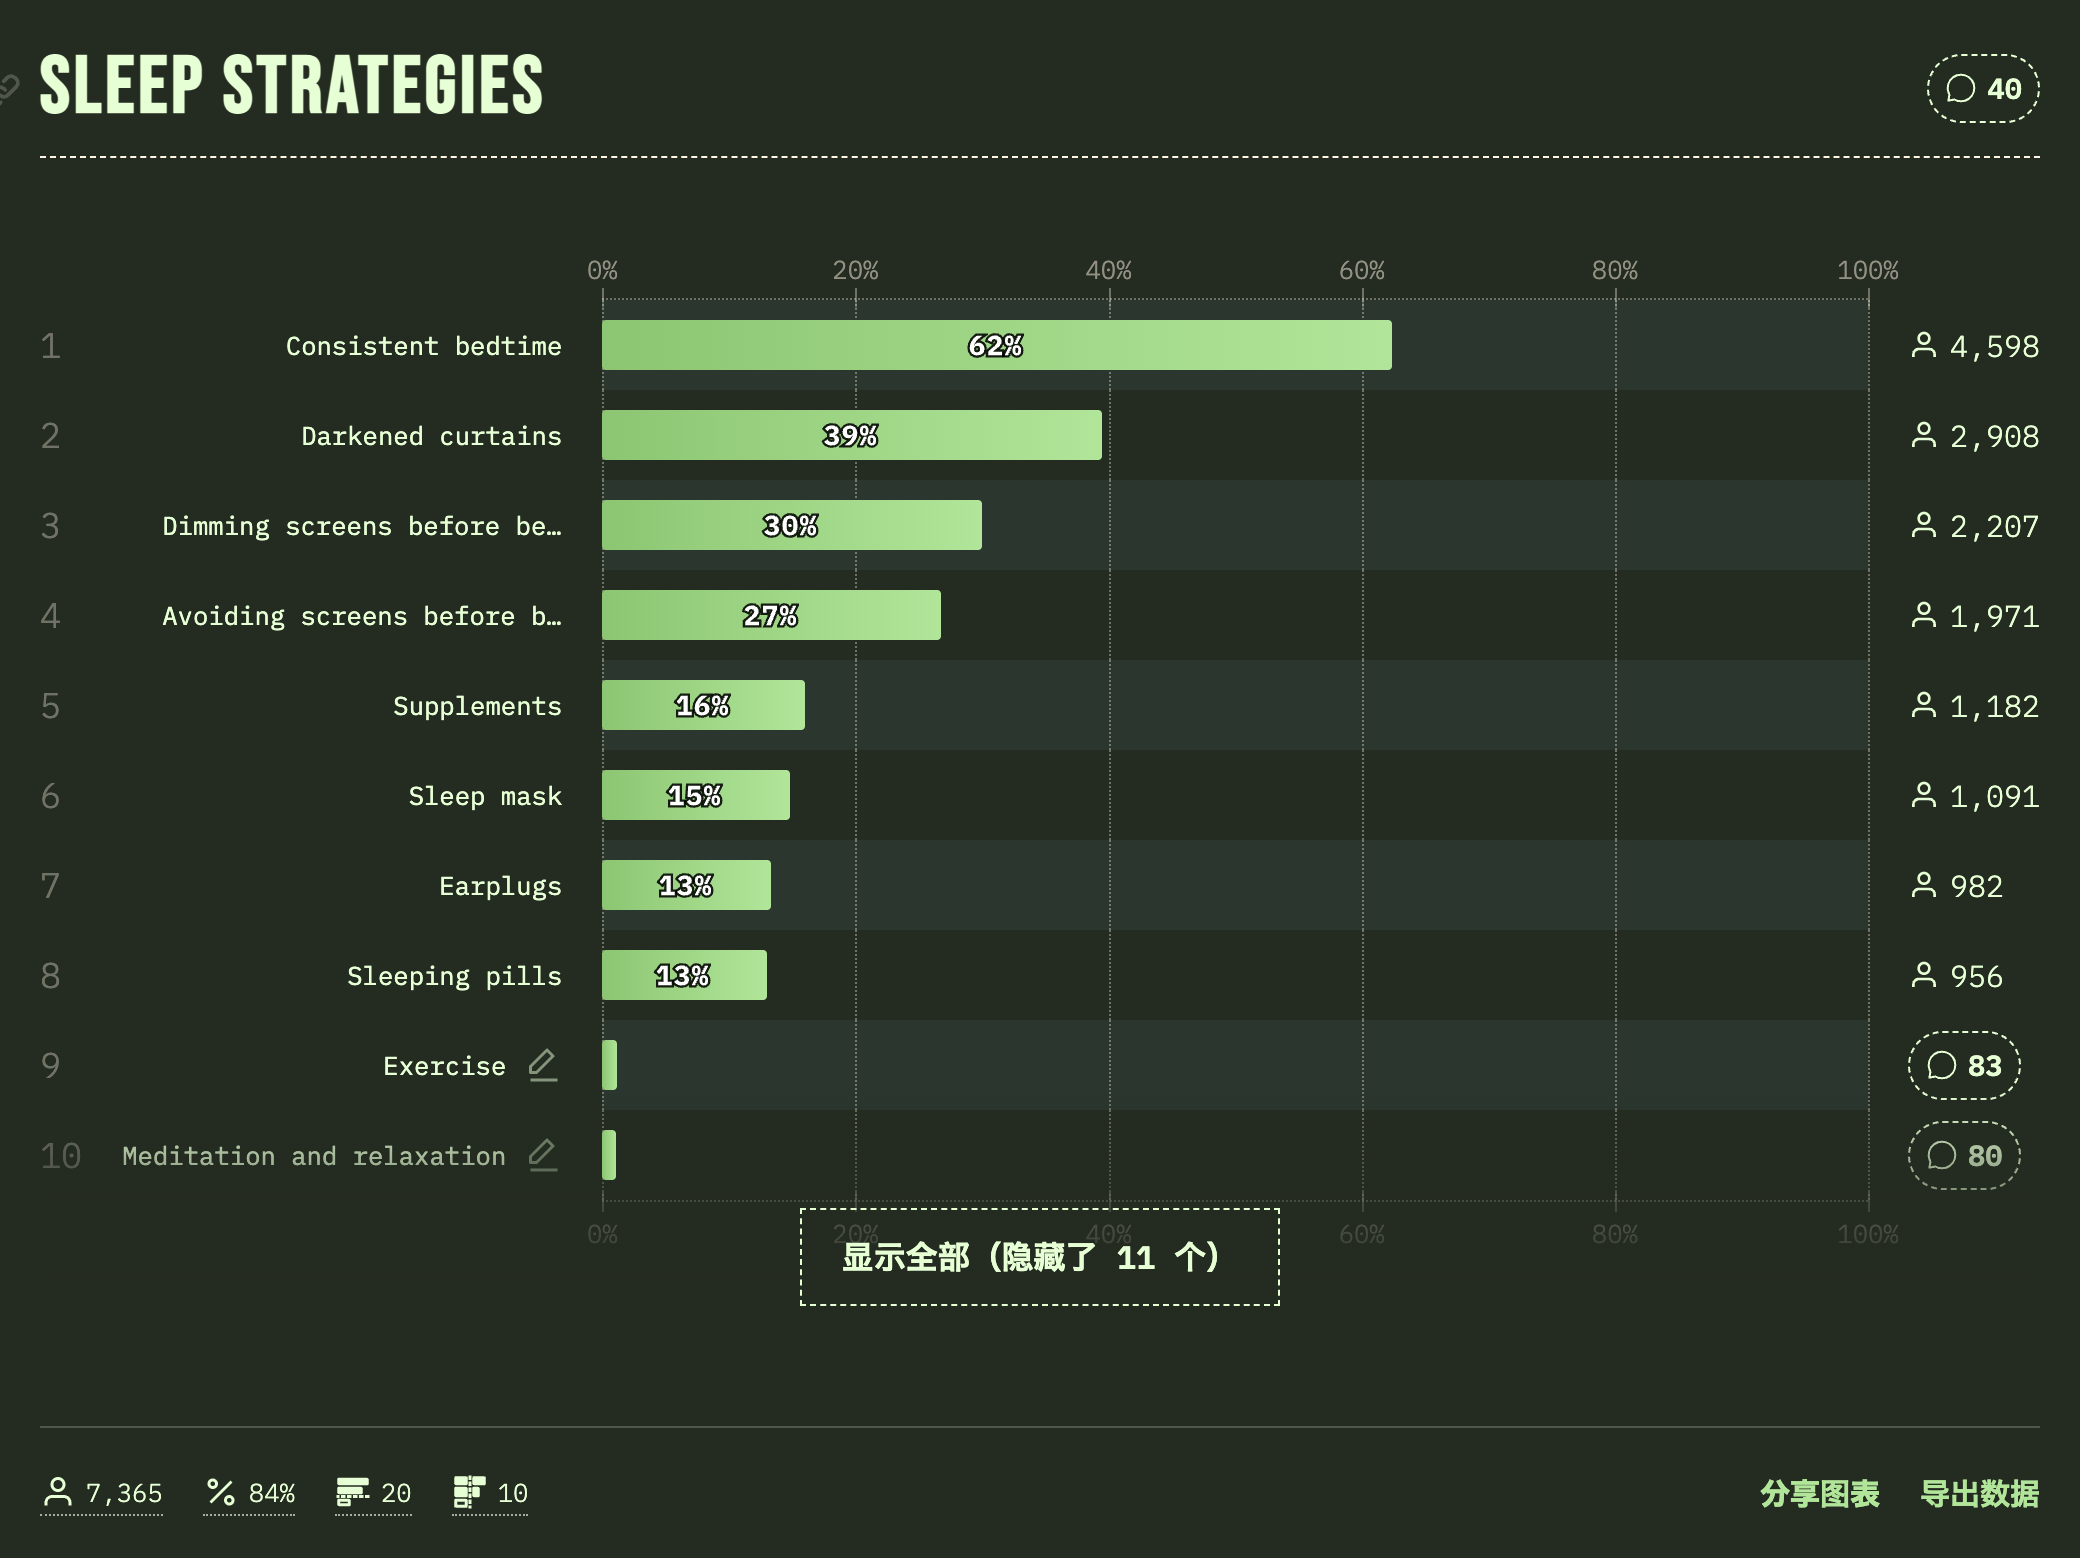 SLEEP STRATEGIES
40
0% 20% 40% 60% 80% 100%
1 Consistent bedtime 62% 4,598
2 Darkened curtains 39% 2,908
3 Dimming screens before be… 30% 2,207
4 Avoiding screens before b… 27% 1,971
5 Supplements 16% 1,182
6 Sleep mask 15% 1,091
7 Earplugs 13% 982
8 Sleeping pills 13% 956
9 Exercise 83
10 Meditation and relaxation 80
0% 20% 40% 60% 80% 100%
显示全部（隐藏了 11 个）
7,365 84% 20 10 分享图表 导出数据